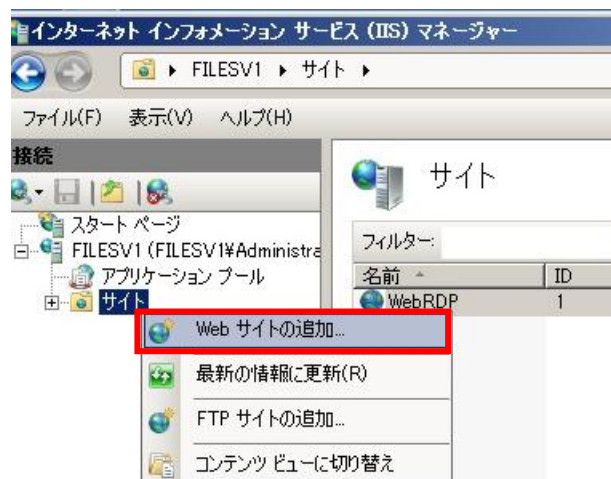 インターネット インフォメーション サービス (IIS) マネージャー
FILESV1 サイト
ファイル(F) 表示(V) ヘルプ(H)
接続
スタート ページ
FILESV1 (FILESV1¥Administra
アプリケーション プール
サイト
サイト
フィルター:
名前 ID
WebRDP 1
Web サイトの追加...
最新の情報に更新(R)
FTP サイトの追加...
コンテンツ ビューに切り替え